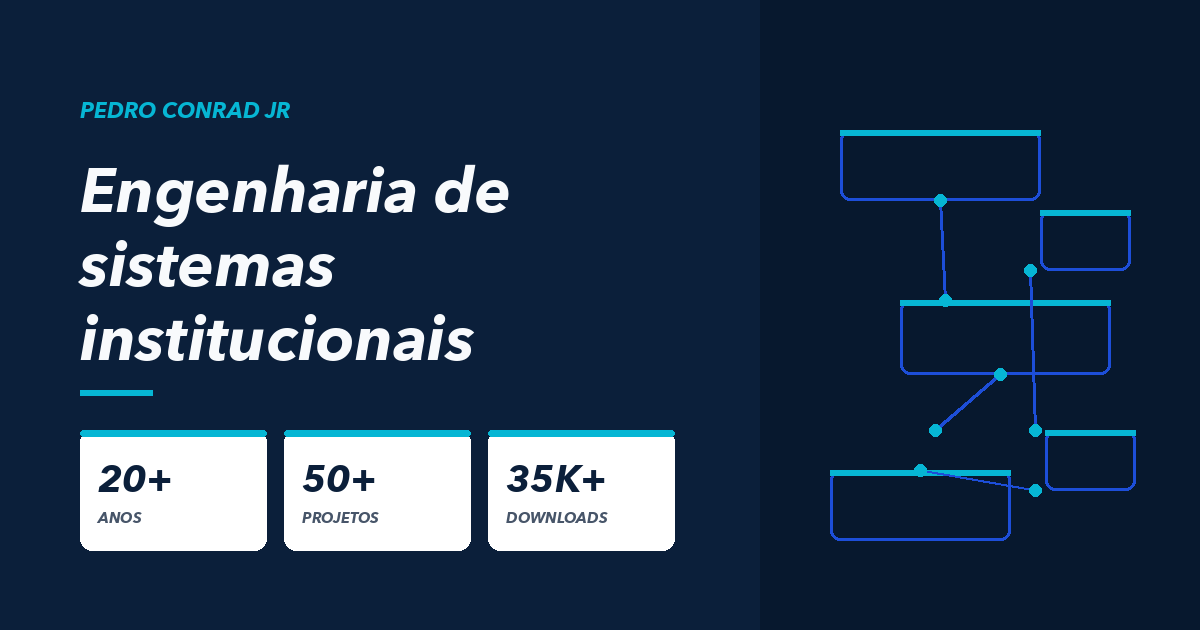 PEDRO CONRAD JR
Engenharia de
sistemas
institucionais
20+
ANOS
50+
PROJETOS
35K+
DOWNLOADS